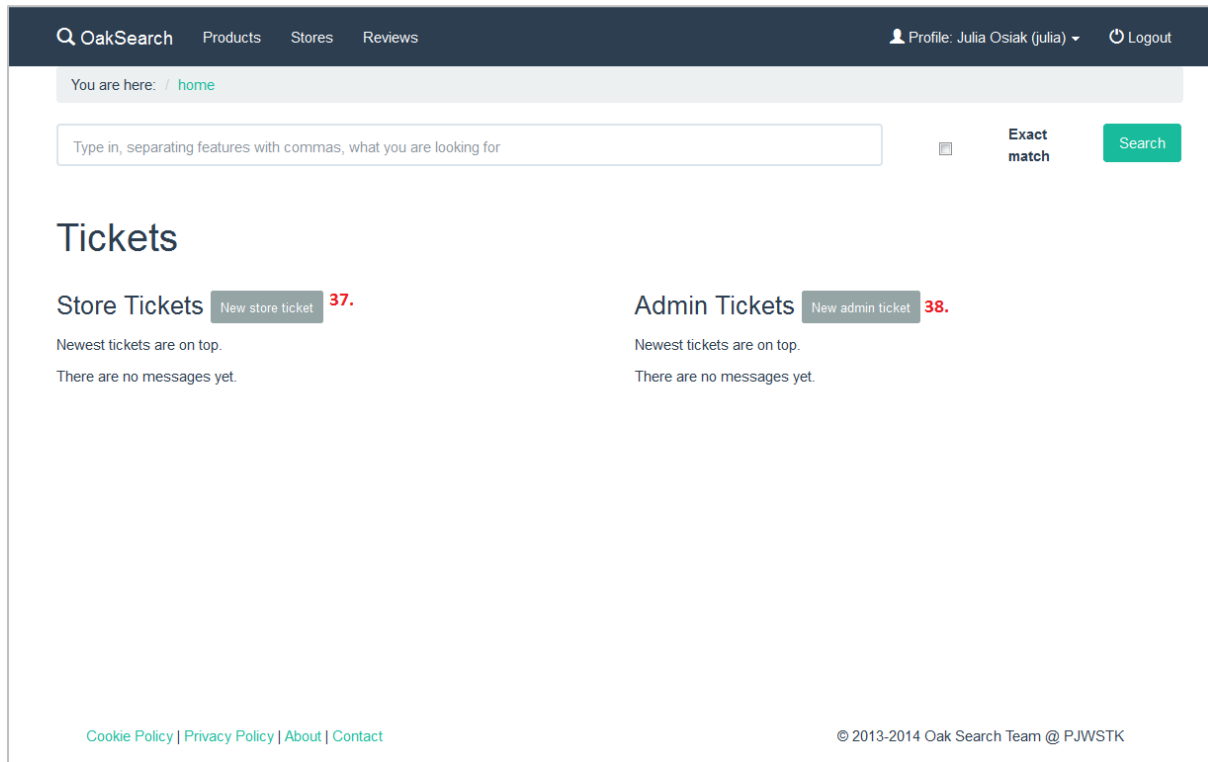 OakSearch Products Stores Reviews Profile: Julia Osiak (julia) Logout
You are here: / home
Type in, separating features with commas, what you are looking for
Exact
match
Search
Tickets
Store Tickets New store ticket 37.
Newest tickets are on top.
There are no messages yet.
Admin Tickets New admin ticket 38.
Newest tickets are on top.
There are no messages yet.
Cookie Policy | Privacy Policy | About | Contact
© 2013-2014 Oak Search Team @ PJWSTK